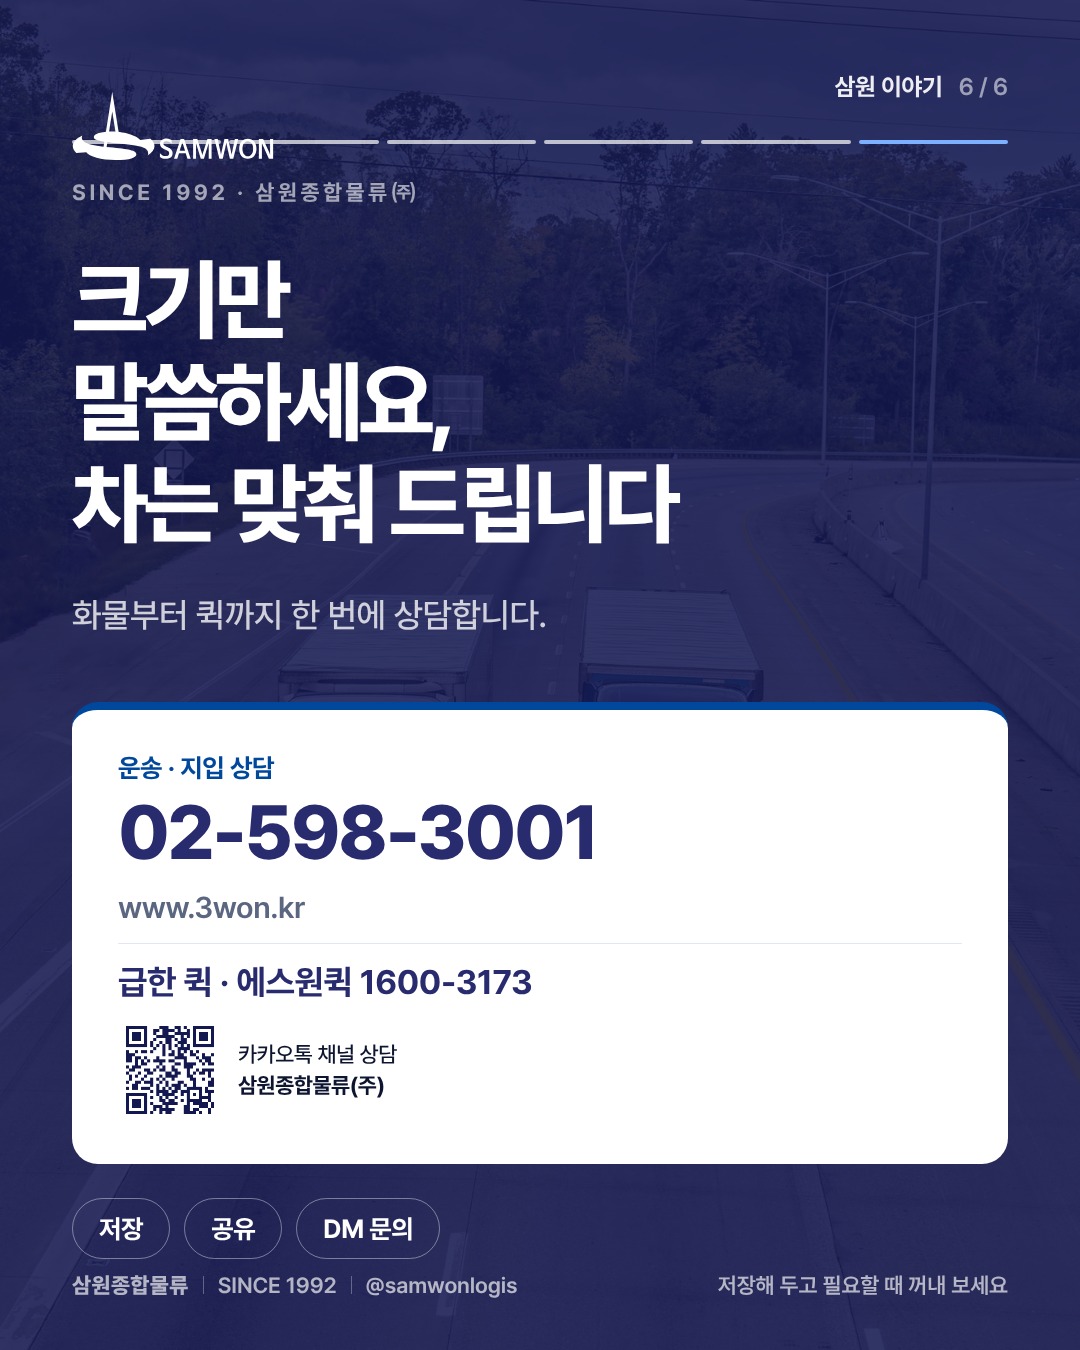 삼원 이야기 6 / 6
SAMWON
SINCE 1992 · 삼원종합물류㈜
크기만
말씀하세요,
차는 맞춰 드립니다
화물부터 퀵까지 한 번에 상담합니다.
운송 · 지입 상담
02-598-3001
www.3won.kr
급한 퀵 · 에스원퀵 1600-3173
카카오톡 채널 상담
삼원종합물류(주)
저장 공유 DM 문의
삼원종합물류 | SINCE 1992 | @samwonlogis 저장해 두고 필요할 때 꺼내 보세요